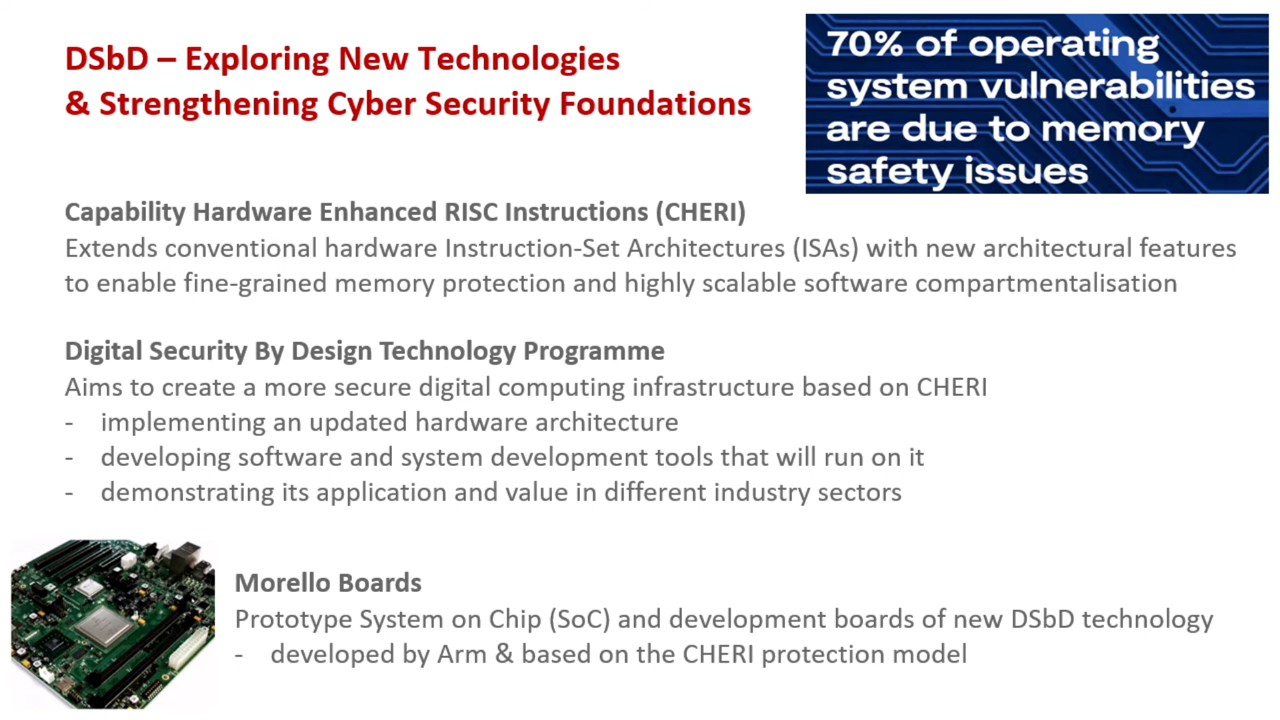 DSbD – Exploring New Technologies
& Strengthening Cyber Security Foundations
70% of operating
system vulnerabilities
are due to memory
safety issues
Capability Hardware Enhanced RISC Instructions (CHERI)
Extends conventional hardware Instruction-Set Architectures (ISAs) with new architectural features
to enable fine-grained memory protection and highly scalable software compartmentalisation
Digital Security By Design Technology Programme
Aims to create a more secure digital computing infrastructure based on CHERI
- implementing an updated hardware architecture
- developing software and system development tools that will run on it
- demonstrating its application and value in different industry sectors
Morello Boards
Prototype System on Chip (SoC) and development boards of new DSbD technology
- developed by Arm & based on the CHERI protection model